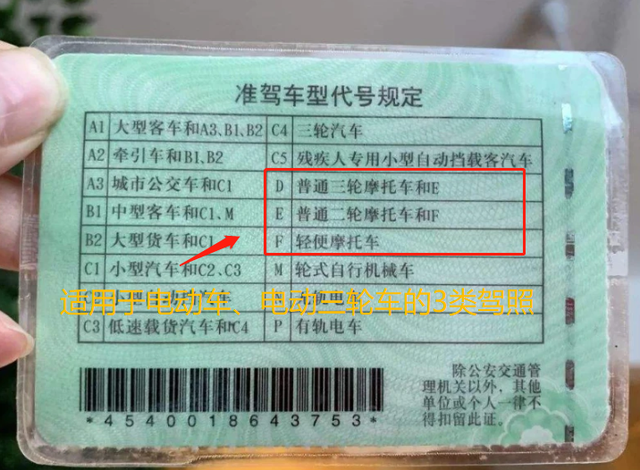 准驾车型代号规定
A1 大型客车和A3、B1、B2 C4 三轮汽车
A2 牵引车和B1、B2 C5 残疾人专用小型自动挡载客汽车
A3 城市公交车和C1 D 普通三轮摩托车和E
B1 中型客车和C1、M E 普通二轮摩托车和F
B2 大型货车和C1 F 轻便摩托车
C1 小型汽车和C2、C3 M 轮式自行机械车
适用于电动车、电动三轮车的3类驾照
C3 低速载货汽车和C4 P 有轨电车
除公安交通管
理机关以外，其他
单位或个人一律不
得扣留此证。
*4540018643753*